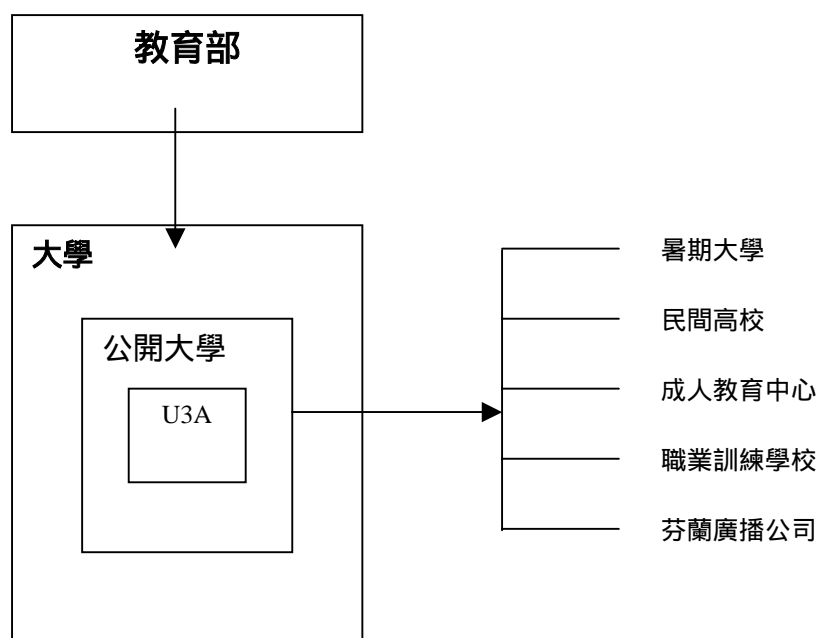 教育部
大學
公開大學
U3A
暑期大學
民間高校
成人教育中心
職業訓練學校
芬蘭廣播公司